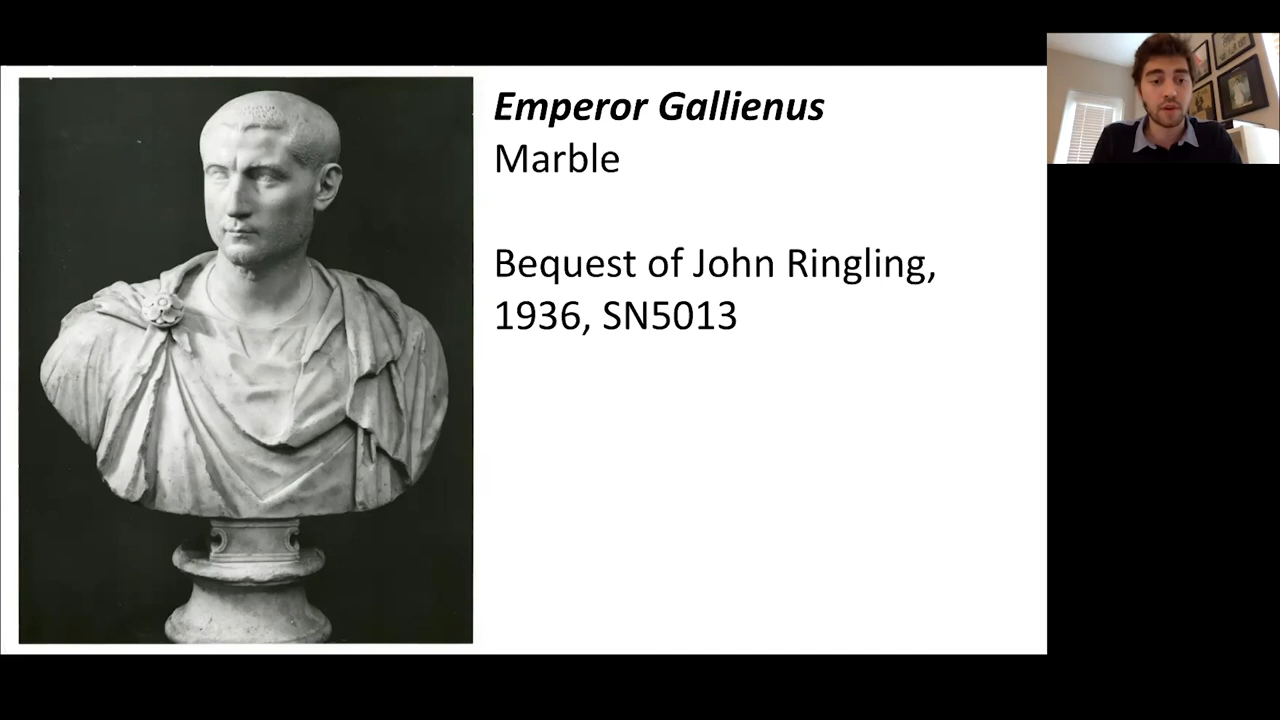 Emperor Gallienus
Marble
Bequest of John Ringling,
1936, SN5013